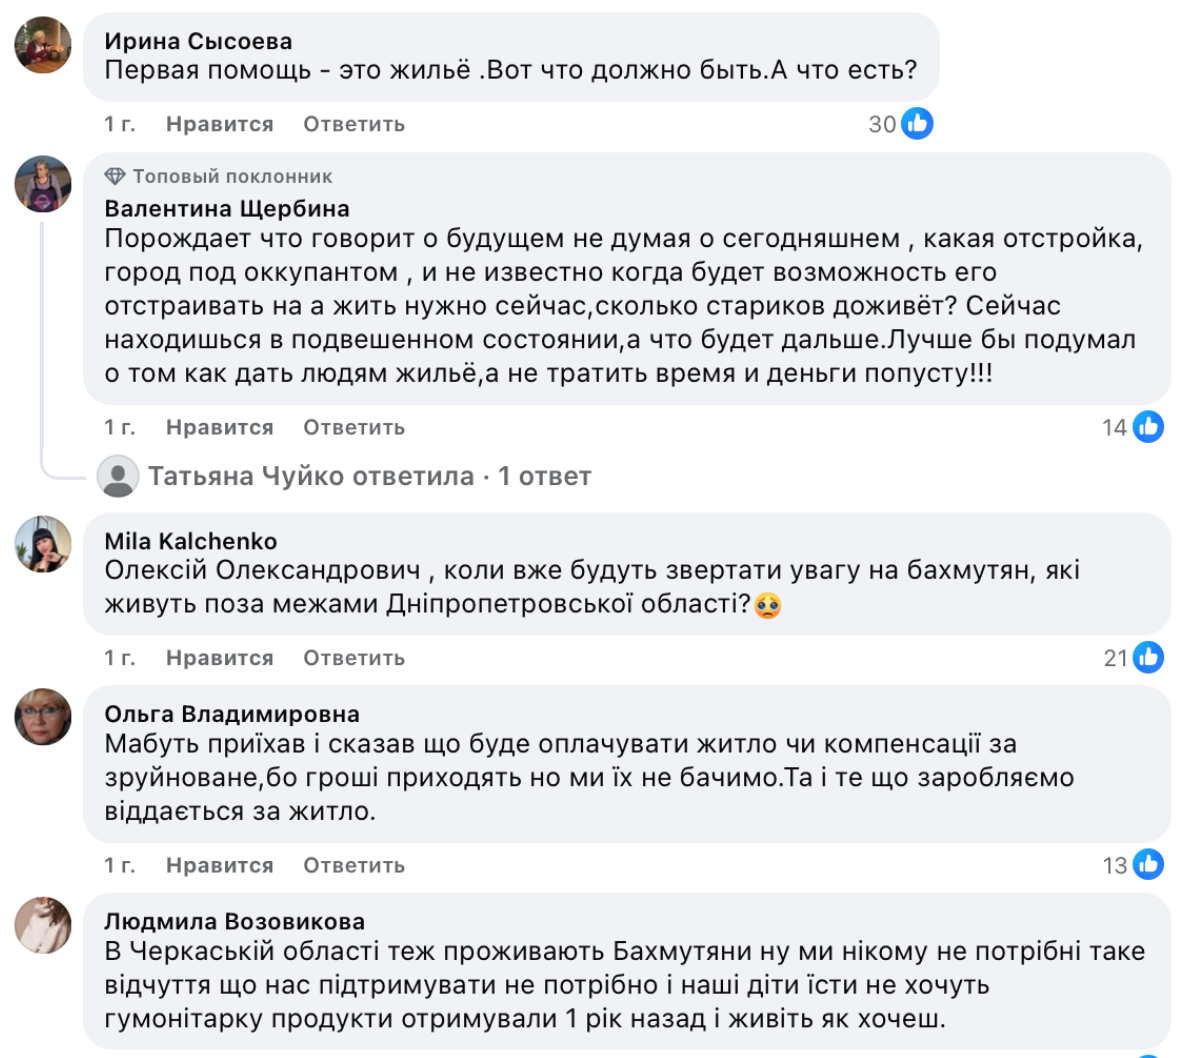 Ирина Сысоева
Первая помощь - это жильё .Вот что должно быть.А что есть?
1 г. Нравится Ответить 30
Топовый поклонник
Валентина Щербина
Порождает что говорит о будущем не думая о сегодняшнем , какая отстройка,
город под оккупантом , и не известно когда будет возможность его
отстраивать на а жить нужно сейчас,сколько стариков доживёт? Сейчас
находишься в подвешенном состоянии,а что будет дальше.Лучше бы подумал
о том как дать людям жильё,а не тратить время и деньги попусту!!!
1 г. Нравится Ответить 14
Татьяна Чуйко ответила · 1 ответ
Mila Kalchenko
Олексій Олександрович , коли вже будуть звертати увагу на бахмутян, які
живуть поза межами Дніпропетровської області?🥺
1 г. Нравится Ответить 21
Ольга Владимировна
Мабуть приїхав і сказав що буде оплачувати житло чи компенсації за
зруйноване,бо гроші приходять но ми їх не бачимо.Та і те що заробляємо
віддається за житло.
1 г. Нравится Ответить 13
Людмила Возовикова
В Черкаській області теж проживають Бахмутяни ну ми нікому не потрібні таке
відчуття що нас підтримувати не потрібно і наші діти їсти не хочуть
гумонітарку продукти отримували 1 рік назад і живіть як хочеш.